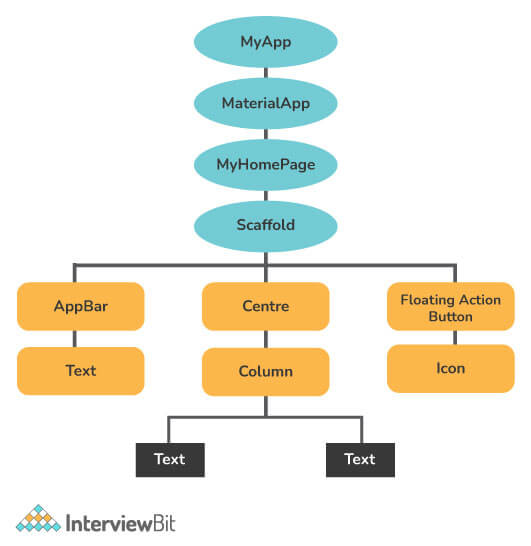 MyApp
MaterialApp
MyHomePage
Scaffold
AppBar
Centre
Floating Action
Button
Text
Column
Icon
Text
Text
InterviewBit